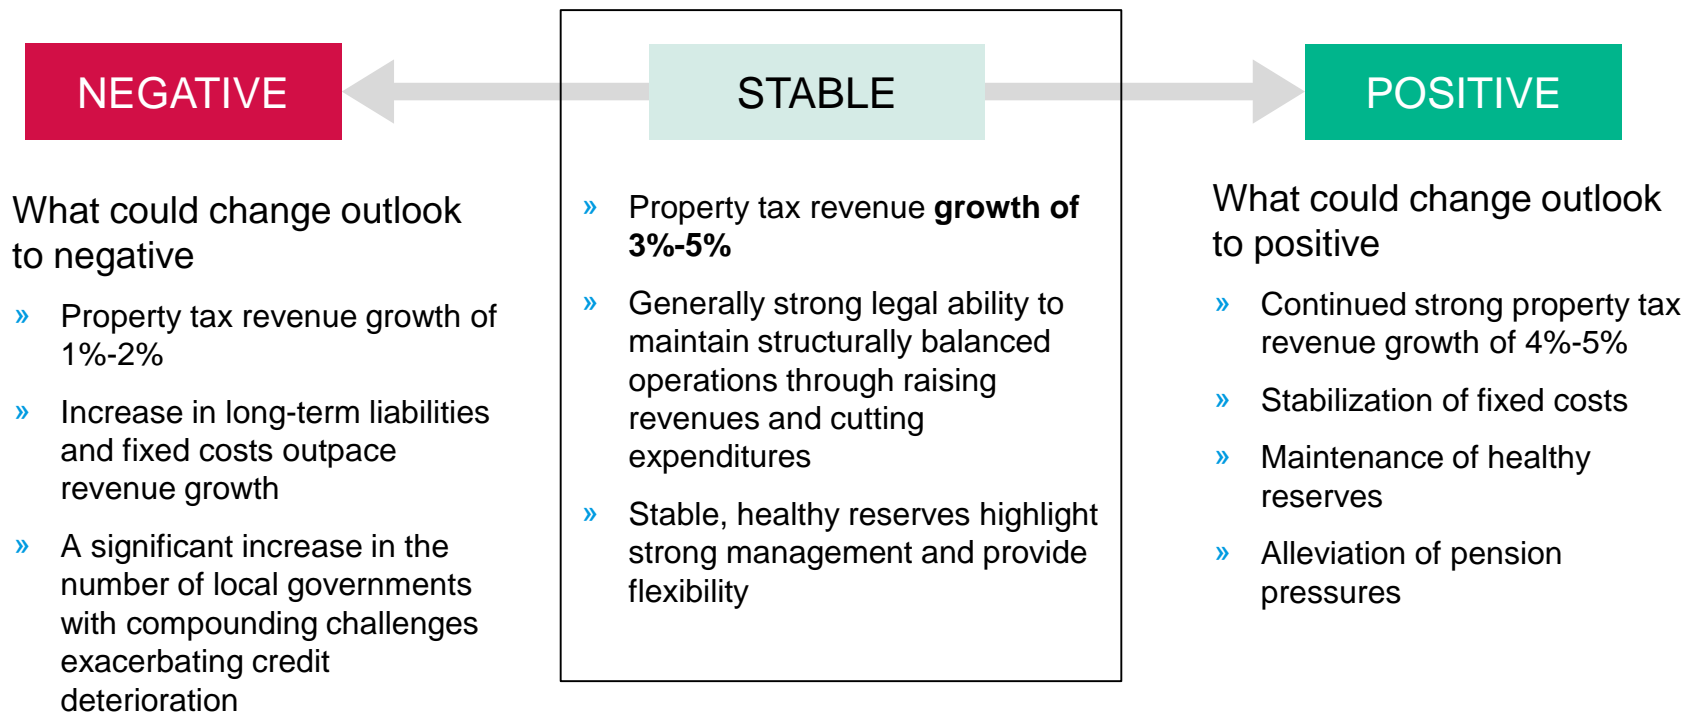 NEGATIVE
STABLE
POSITIVE
What could change outlook
to negative
» Property tax revenue growth of
1%-2%
» Increase in long-term liabilities
and fixed costs outpace
revenue growth
» A significant increase in the
number of local governments
with compounding challenges
exacerbating credit
deterioration
» Property tax revenue growth of
3%-5%
» Generally strong legal ability to
maintain structurally balanced
operations through raising
revenues and cutting
expenditures
» Stable, healthy reserves highlight
strong management and provide
flexibility
What could change outlook
to positive
» Continued strong property tax
revenue growth of 4%-5%
» Stabilization of fixed costs
» Maintenance of healthy
reserves
» Alleviation of pension
pressures